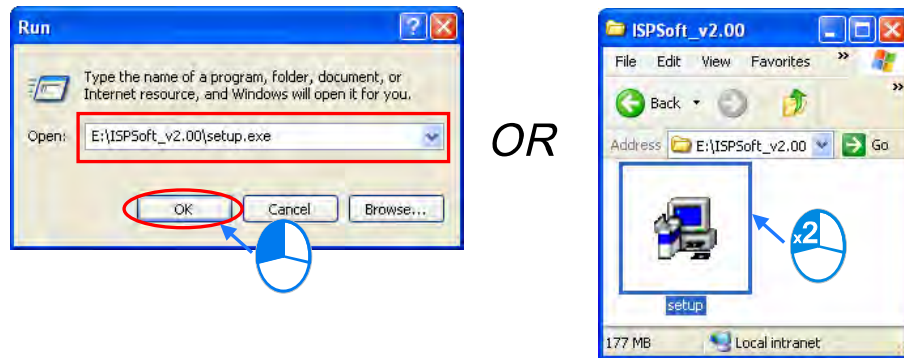 Run
Type the name of a program, folder, document, or
Internet resource, and Windows will open it for you.
Open:
E:\ISPSoft_v2.00\setup.exe
OK
Cancel
Browse...
OR
ISPSoft_v2.00
File Edit View Favorites »
Back
»
Address E:\ISPSoft_v2.00 Go
x2
setup
177 MB Local intranet